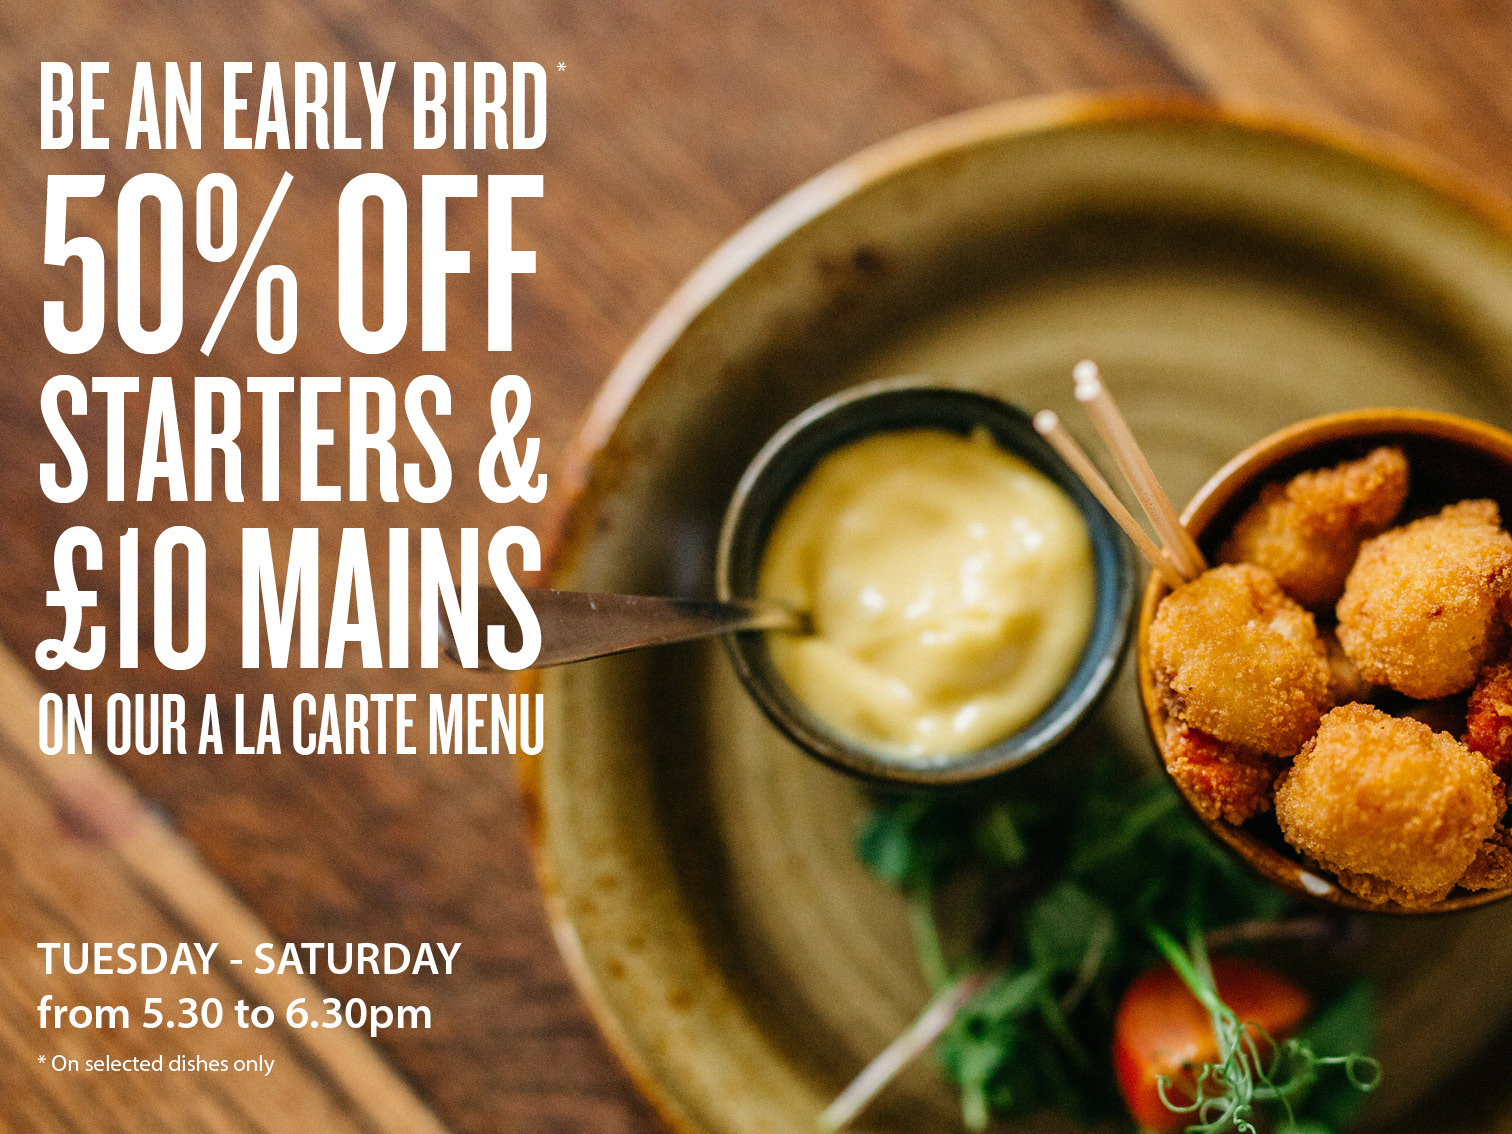 BE AN EARLY BIRD*
50% OFF
STARTERS &
£10 MAINS
ON OUR A LA CARTE MENU
TUESDAY - SATURDAY
from 5.30 to 6.30pm
* On selected dishes only